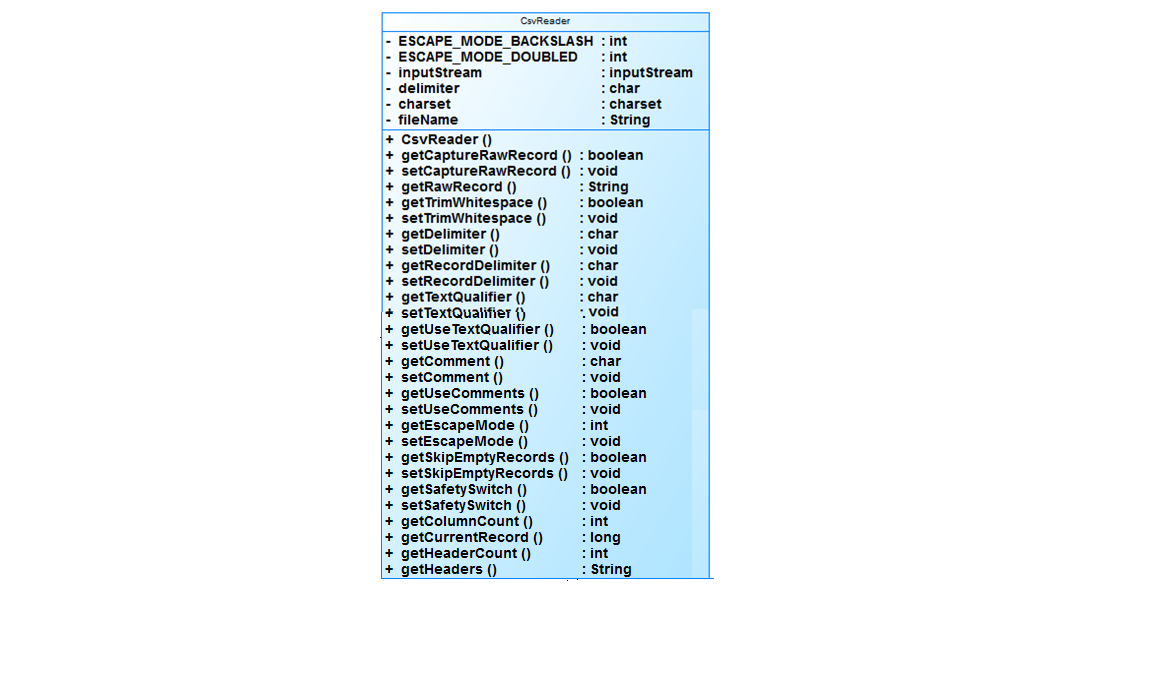 CsvReader
- ESCAPE_MODE_BACKSLASH : int
- ESCAPE_MODE_DOUBLED : int
- inputStream : inputStream
- delimiter : char
- charset : charset
- fileName : String
+ CsvReader ()
+ getCaptureRawRecord () : boolean
+ setCaptureRawRecord () : void
+ getRawRecord () : String
+ getTrimWhitespace () : boolean
+ setTrimWhitespace () : void
+ getDelimiter () : char
+ setDelimiter () : void
+ getRecordDelimiter () : char
+ setRecordDelimiter () : void
+ getTextQualifier () : char
+ setTextQualifier () : void
+ getUseTextQualifier () : boolean
+ setUseTextQualifier () : void
+ getComment () : char
+ setComment () : void
+ getUseComments () : boolean
+ setUseComments () : void
+ getEscapeMode () : int
+ setEscapeMode () : void
+ getSkipEmptyRecords () : boolean
+ setSkipEmptyRecords () : void
+ getSafetySwitch () : boolean
+ setSafetySwitch () : void
+ getColumnCount () : int
+ getCurrentRecord () : long
+ getHeaderCount () : int
+ getHeaders () : String